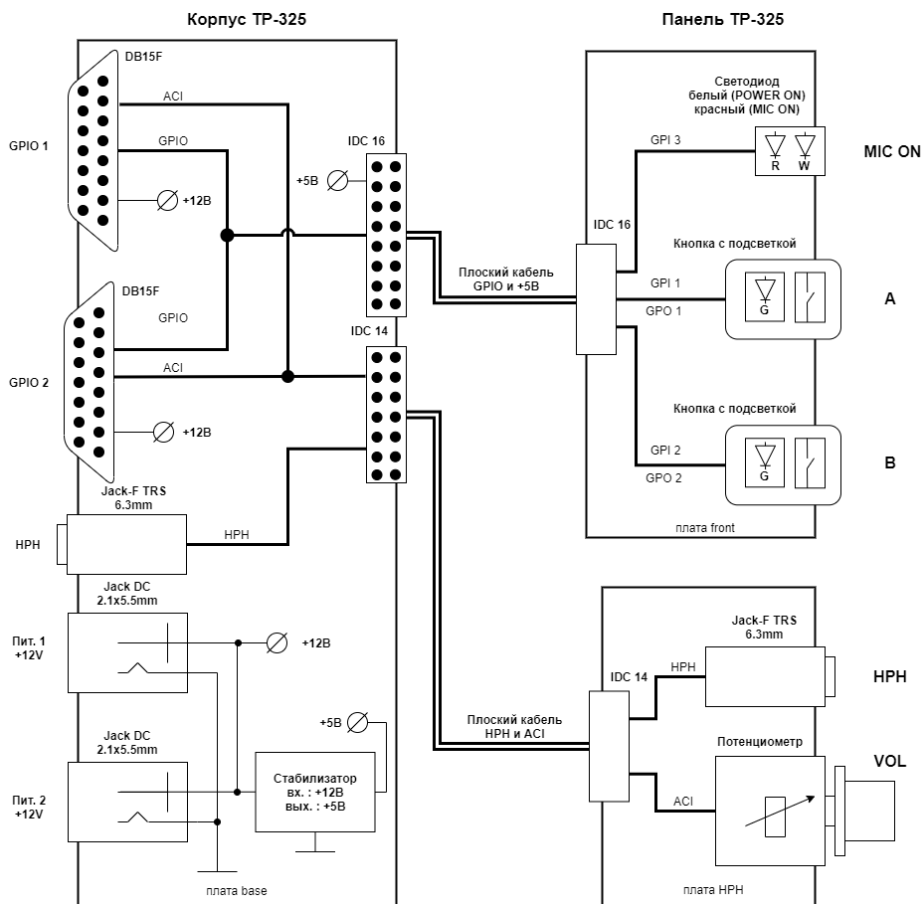 Корпус TP-325
Панель TP-325
DB15F
ACI
GPIO
GPIO 1
+12В
IDC 16
+5В
DB15F
GPIO
ACI
GPIO 2
+12В
IDC 14
Jack-F TRS
6.3mm
HPH
HPH
Jack DC
2.1x5.5mm
Пит. 1
+12V
+12В
Jack DC
2.1x5.5mm
Пит. 2
+12V
+5В
Стабилизатор
вх. : +12В
вых. : +5В
плата base
Плоский кабель
GPIO и +5В
Плоский кабель
HPH и ACI
Светодиод
белый (POWER ON)
красный (MIC ON)
GPI 3
R
W
MIC ON
IDC 16
Кнопка с подсветкой
GPI 1
GPO 1
G
A
Кнопка с подсветкой
GPI 2
GPO 2
G
B
плата front
Jack-F TRS
6.3mm
IDC 14
HPH
HPH
Потенциометр
VOL
ACI
плата HPH